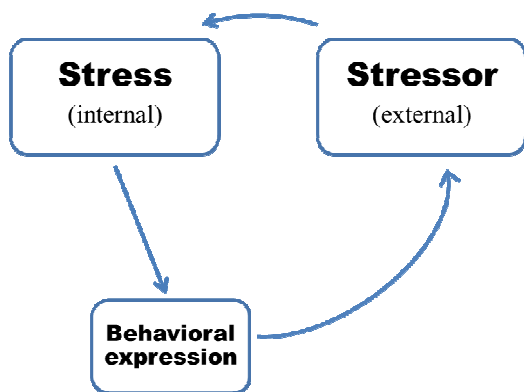 Stress
(internal)
Stressor
(external)
Behavioral
expression